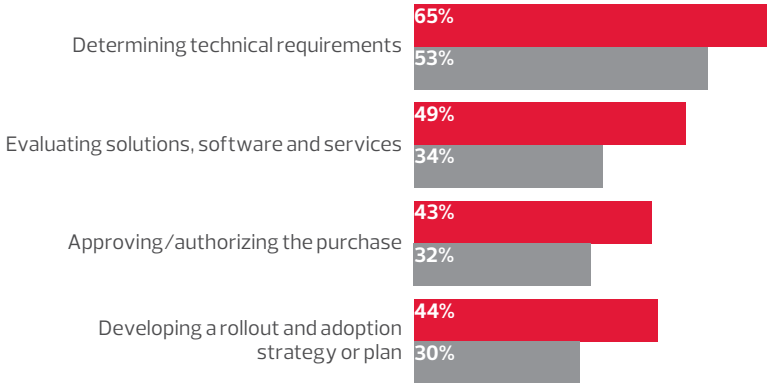 65%
Determining technical requirements
53%
49%
Evaluating solutions, software and services
34%
43%
Approving/authorizing the purchase
32%
44%
Developing a rollout and adoption
strategy or plan
30%